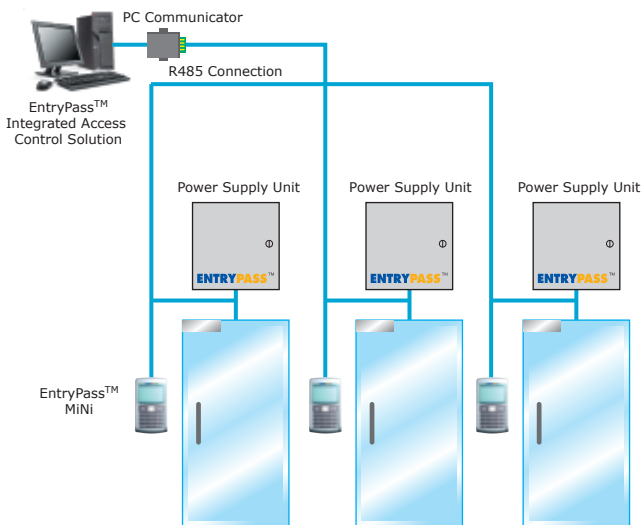 PC Communicator
R485 Connection
EntryPass™
Integrated Access
Control Solution
Power Supply Unit
Power Supply Unit
Power Supply Unit
ENTRYPASS™
ENTRYPASS™
ENTRYPASS™
EntryPass™
MiNi